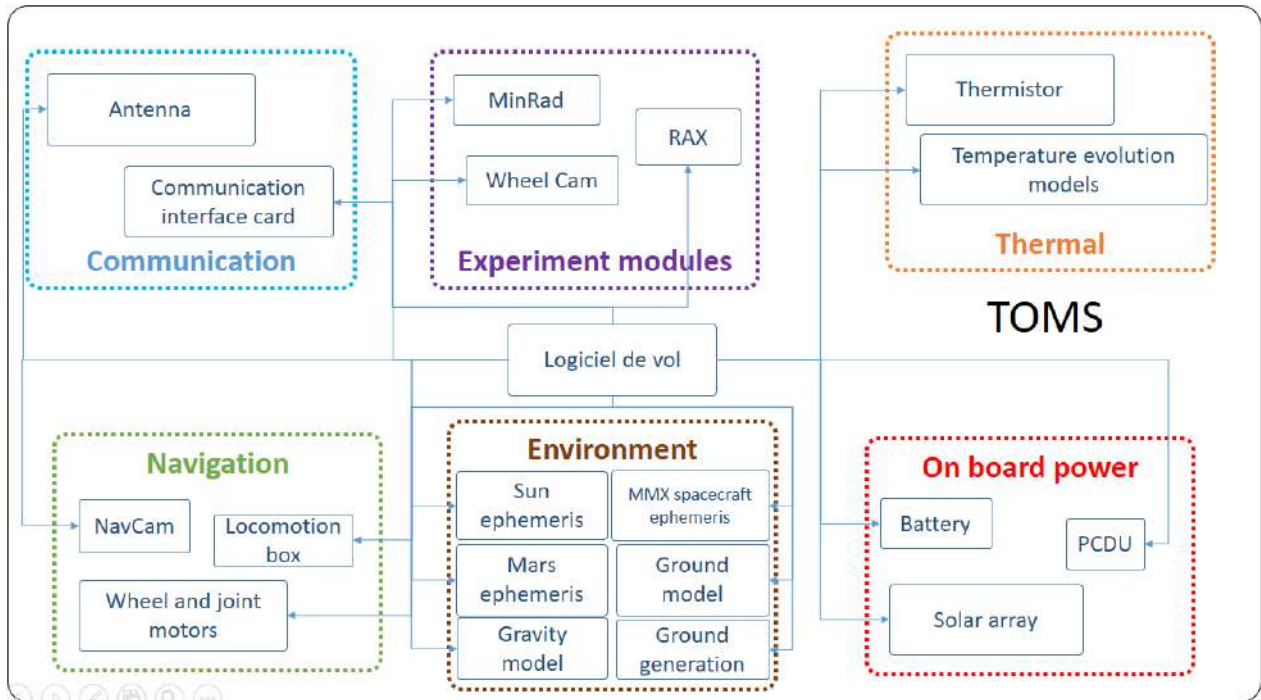 Antenna
Communication
interface card
Communication
MinRad
RAX
Wheel Cam
Experiment modules
Thermistor
Temperature evolution
models
Thermal
TOMS
Logiciel de vol
Navigation
NavCam
Locomotion
box
Wheel and joint
motors
Environment
Sun
ephemeris
MMX spacecraft
ephemeris
Mars
ephemeris
Ground
model
Gravity
model
Ground
generation
On board power
Battery
PCDU
Solar array